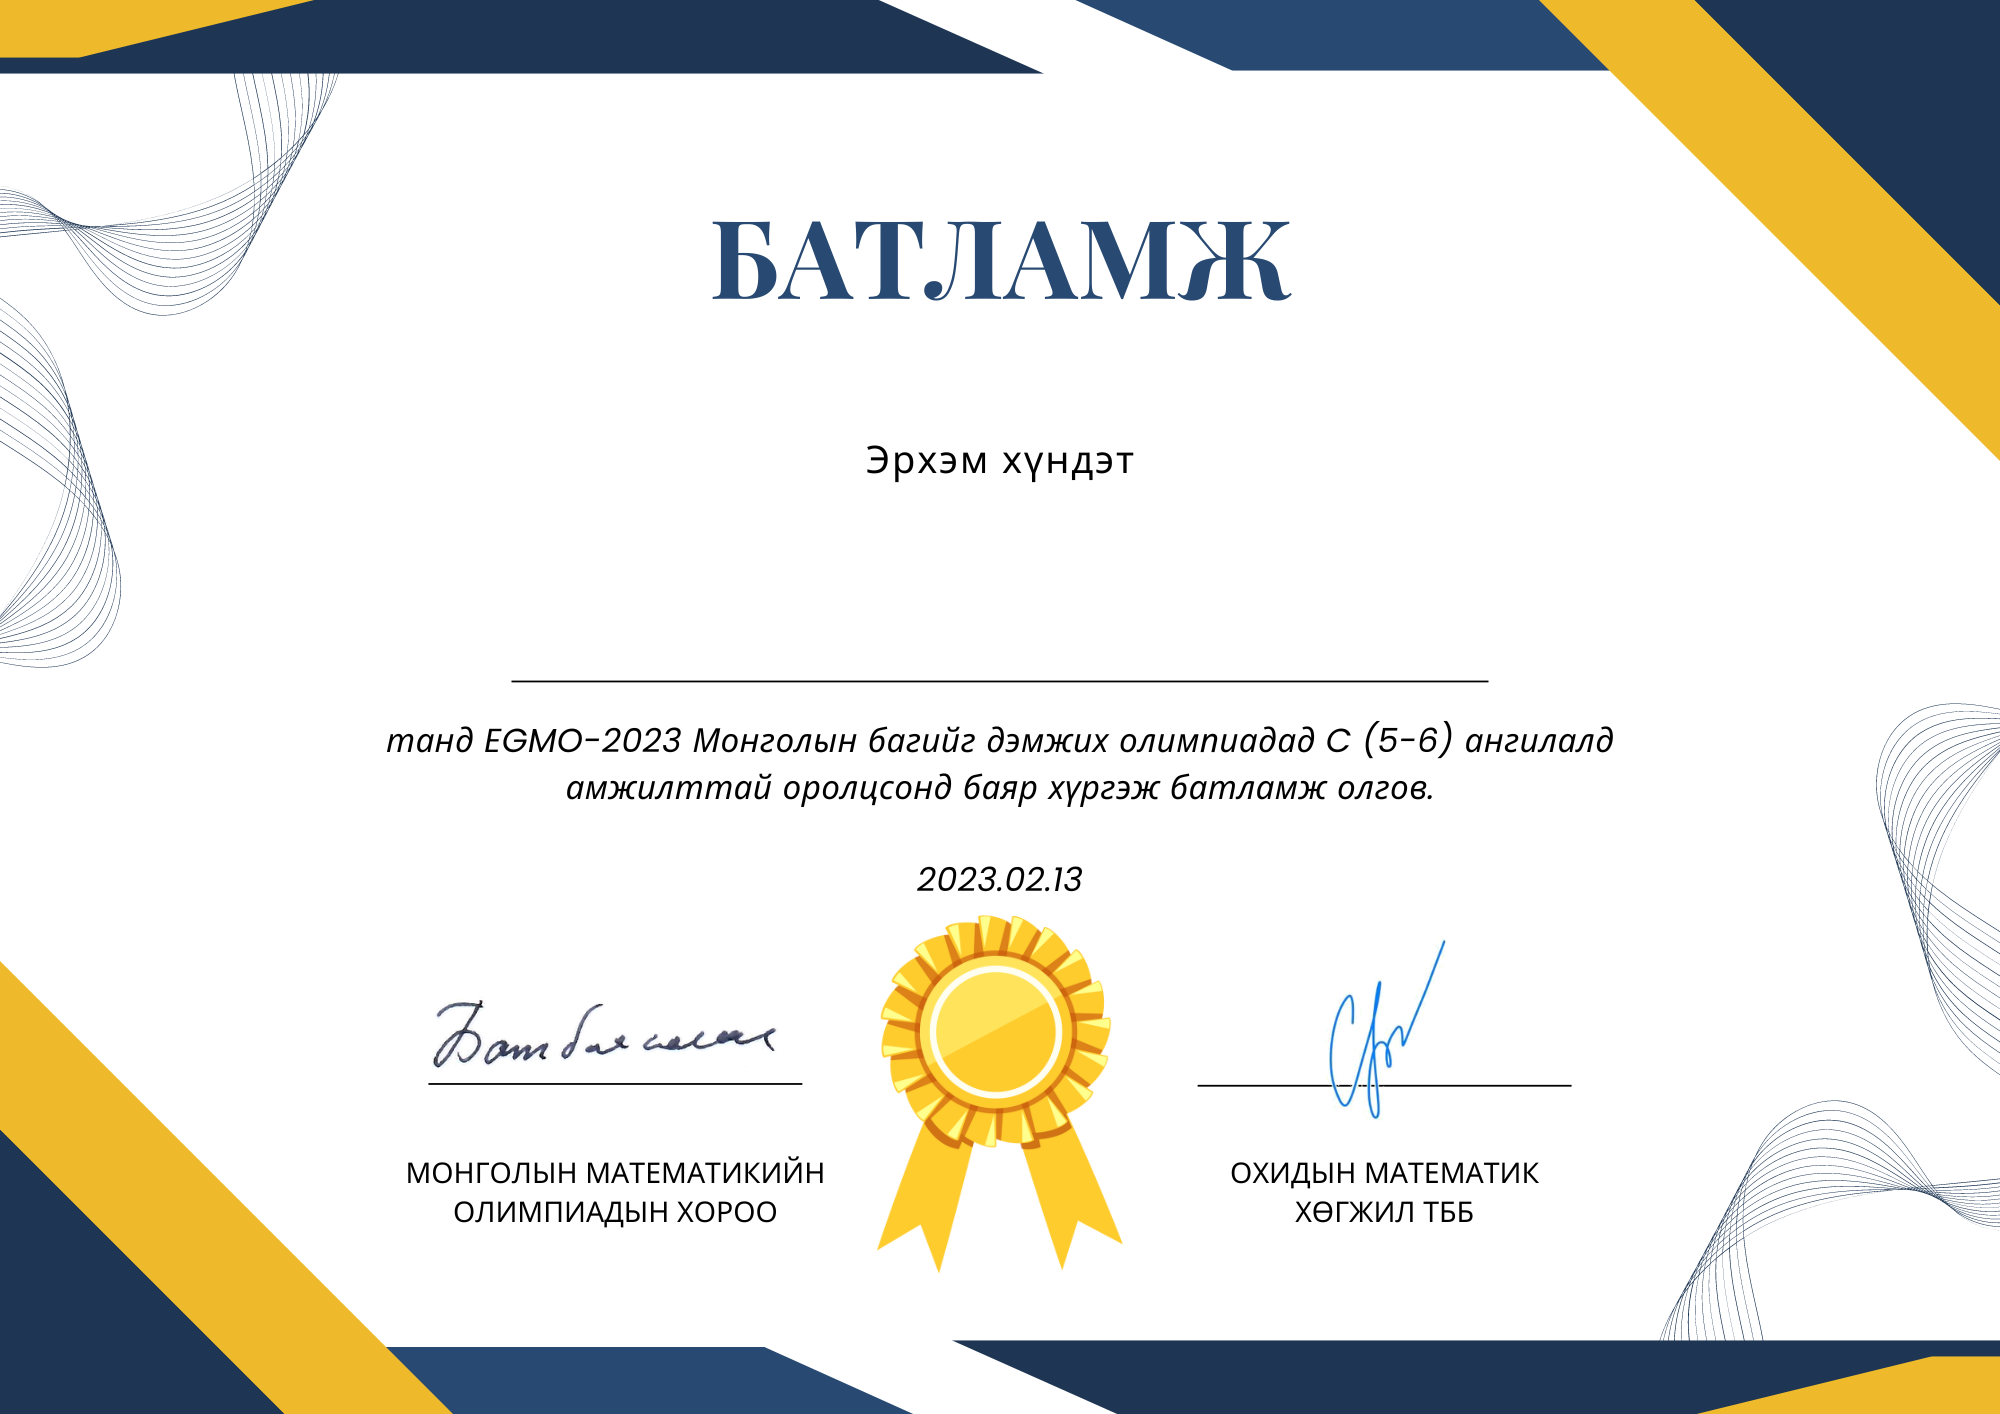 БАТЛАМЖ
Эрхэм хүндэт
танд EGMO-2023 Монголын багийг дэмжих олимпиадад C (5-6) ангилалд
амжилттай оролцсонд баяр хүргэж батламж олгов.
2023.02.13
МОНГОЛЫН МАТЕМАТИКИЙН
ОЛИМПИАДЫН ХОРОО
ОХИДЫН МАТЕМАТИК
ХӨГЖИЛ ТББ